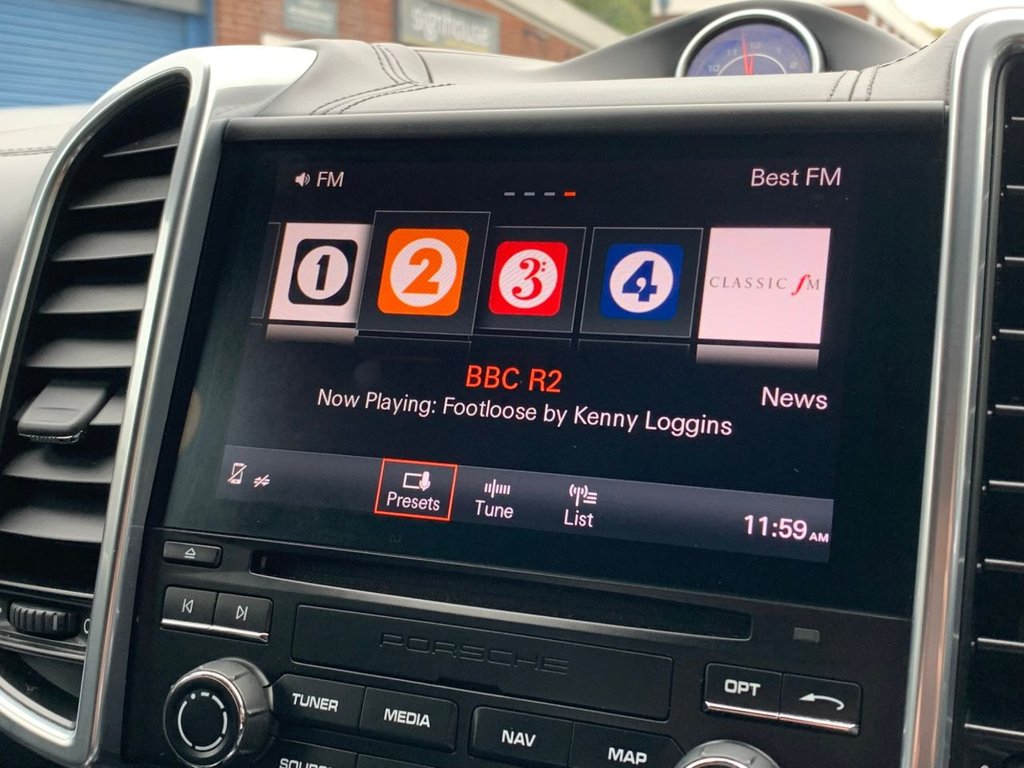 signhouse
FM
Best FM
1
2
3:
4
CLASSIC fM
BBC R2
Now Playing: Footloose by Kenny Loggins
News
Presets
Tune
List
11:59 AM
PORSCHE
TUNER
MEDIA
NAV
MAP
OPT